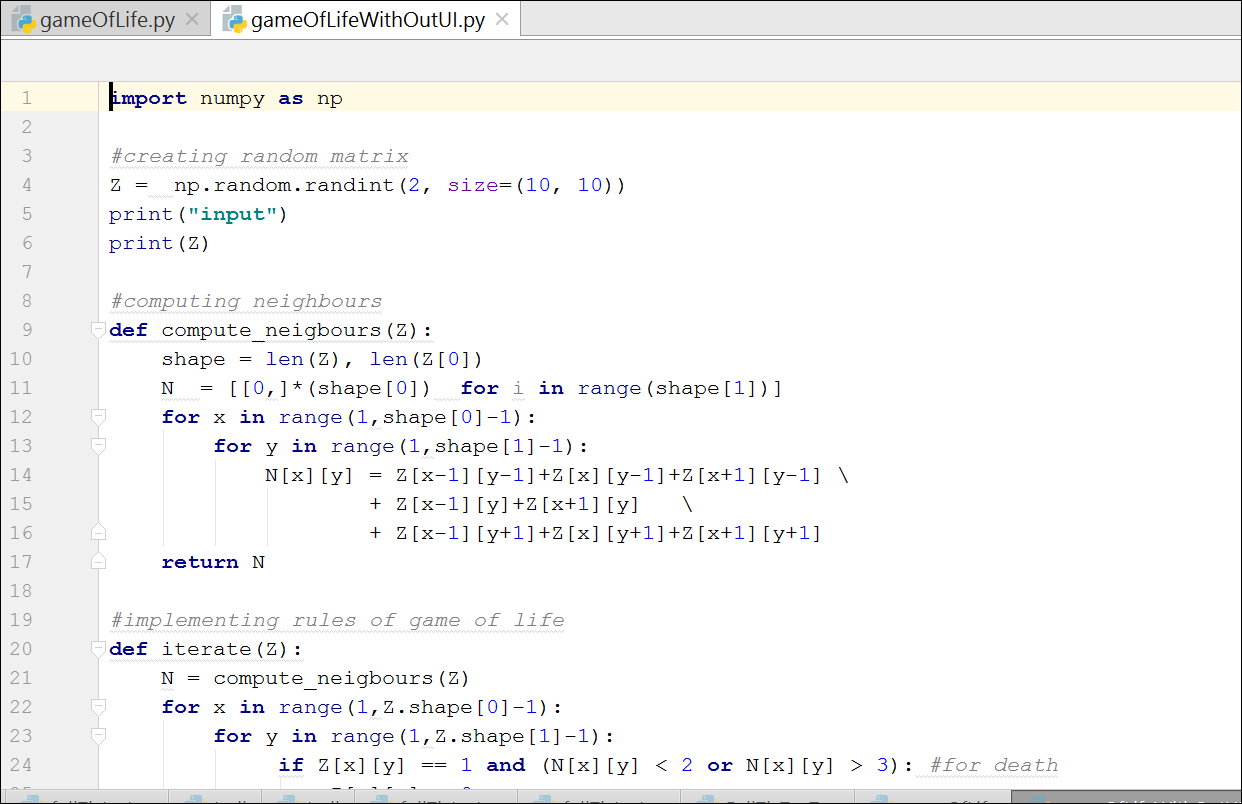 gameOfLife.py gameOfLifeWithOutUI.py
1 import numpy as np
2
3 #creating random matrix
4 Z =  np.random.randint(2, size=(10, 10))
5 print("input")
6 print(Z)
7
8 #computing neighbours
9 def compute_neigbours(Z):
10     shape = len(Z), len(Z[0])
11     N  = [[0,]*(shape[0])  for i in range(shape[1])]
12     for x in range(1,shape[0]-1):
13         for y in range(1,shape[1]-1):
14             N[x][y] = Z[x-1][y-1]+Z[x][y-1]+Z[x+1][y-1] \
15                     + Z[x-1][y]+Z[x+1][y]   \
16                     + Z[x-1][y+1]+Z[x][y+1]+Z[x+1][y+1]
17     return N
18
19 #implementing rules of game of life
20 def iterate(Z):
21     N = compute_neigbours(Z)
22     for x in range(1,Z.shape[0]-1):
23         for y in range(1,Z.shape[1]-1):
24              if Z[x][y] == 1 and (N[x][y] < 2 or N[x][y] > 3): #for death